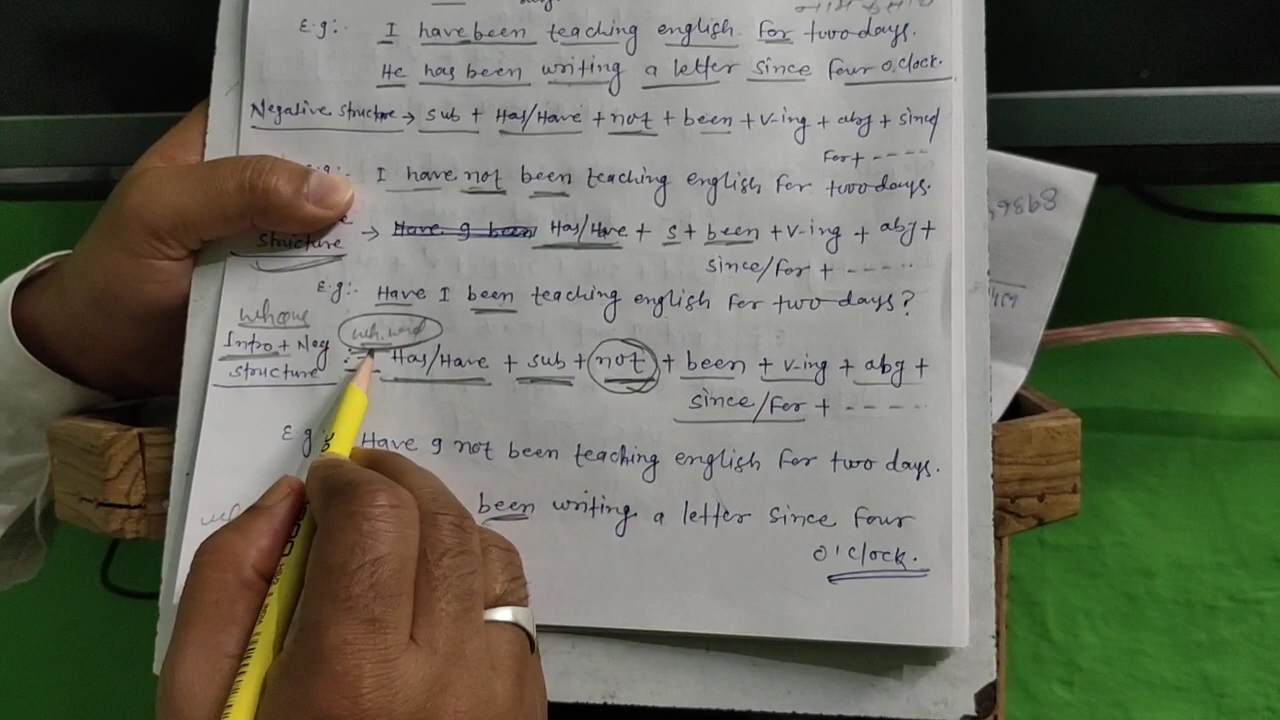 E.g:- I have been teaching english for two days.
He has been writing a letter since four O.clock.
Negative structure → sub + Has/Have + not + been + v-ing + obj + since/
For + ----
I have not been teaching english for two days.
structure → Have g been Has/Have + s + been + v-ing + obj +
since/for + -----
E.g:- Have I been teaching english for two days?
wh. word
Intro + Neg :- Has/Have + sub + not + been + v-ing + obj +
structure since/For + ----
E g Have g not been teaching english for two days.
been writing a letter since four
O'clock.